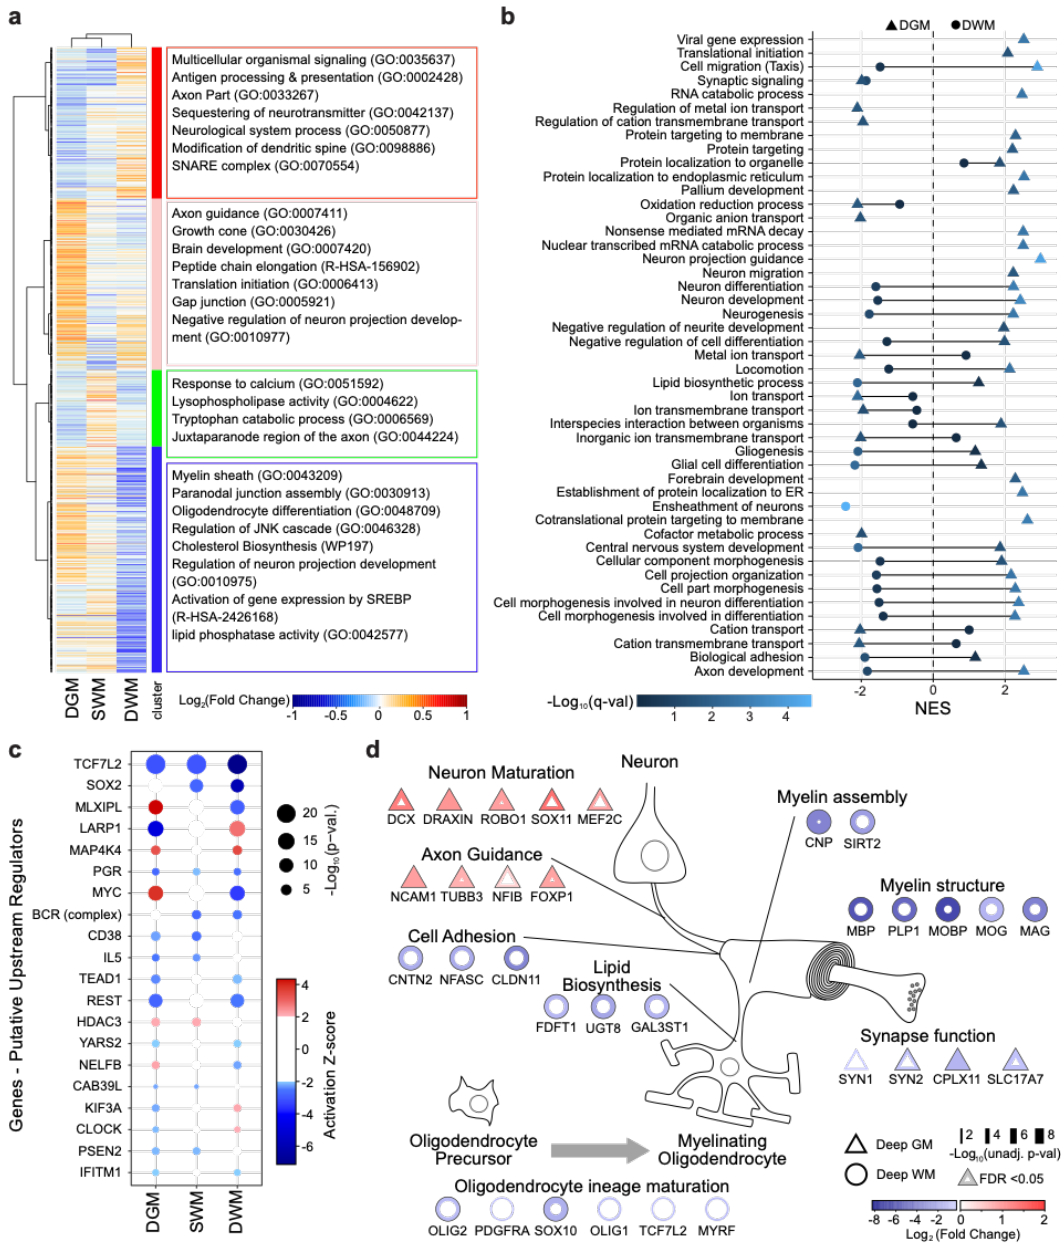 a
Multicellular organismal signaling (GO:0035637)
Antigen processing & presentation (GO:0002428)
Axon Part (GO:0033267)
Sequestering of neurotransmitter (GO:0042137)
Neurological system process (GO:0050877)
Modification of dendritic spine (GO:0098886)
SNARE complex (GO:0070554)
Axon guidance (GO:0007411)
Growth cone (GO:0030426)
Brain development (GO:0007420)
Peptide chain elongation (R-HSA-156902)
Translation initiation (GO:0006413)
Gap junction (GO:0005921)
Negative regulation of neuron projection develop-
ment (GO:0010977)
Response to calcium (GO:0051592)
Lysophospholipase activity (GO:0004622)
Tryptophan catabolic process (GO:0006569)
Juxtaparanode region of the axon (GO:0044224)
Myelin sheath (GO:0043209)
Paranodal junction assembly (GO:0030913)
Oligodendrocyte differentiation (GO:0048709)
Regulation of JNK cascade (GO:0046328)
Cholesterol Biosynthesis (WP197)
Regulation of neuron projection development
(GO:0010975)
Activation of gene expression by SREBP
(R-HSA-2426168)
lipid phosphatase activity (GO:0042577)
DGM SWM DWM cluster
Log2(Fold Change)
-1 -0.5 0 0.5 1
b
DGM DWM
Viral gene expression
Translational initiation
Cell migration (Taxis)
Synaptic signaling
RNA catabolic process
Regulation of metal ion transport
Regulation of cation transmembrane transport
Protein targeting to membrane
Protein targeting
Protein localization to organelle
Protein localization to endoplasmic reticulum
Pallium development
Oxidation reduction process
Organic anion transport
Nonsense mediated mRNA decay
Nuclear transcribed mRNA catabolic process
Neuron projection guidance
Neuron migration
Neuron differentiation
Neuron development
Neurogenesis
Negative regulation of neurite development
Negative regulation of cell differentiation
Metal ion transport
Locomotion
Lipid biosynthetic process
Ion transport
Ion transmembrane transport
Interspecies interaction between organisms
Inorganic ion transmembrane transport
Gliogenesis
Glial cell differentiation
Forebrain development
Establishment of protein localization to ER
Ensheathment of neurons
Cotranslational protein targeting to membrane
Cofactor metabolic process
Central nervous system development
Cellular component morphogenesis
Cell projection organization
Cell part morphogenesis
Cell morphogenesis involved in neuron differentiation
Cell morphogenesis involved in differentiation
Cation transport
Cation transmembrane transport
Biological adhesion
Axon development
-2 0 2
NES
-Log10(q-val)
1 2 3 4
c
Genes - Putative Upstream Regulators
TCF7L2
SOX2
MLXIPL
LARP1
MAP4K4
PGR
MYC
BCR (complex)
CD38
IL5
TEAD1
REST
HDAC3
YARS2
NELFB
CAB39L
KIF3A
CLOCK
PSEN2
IFITM1
DGM SWM DWM
20
15
10
5
-Log10(p-val.)
4
2
0
-2
-4
-6
Activation Z-score
d
Neuron
Neuron Maturation
DCX DRAXIN ROBO1 SOX11 MEF2C
Axon Guidance
NCAM1 TUBB3 NFIB FOXP1
Cell Adhesion
CNTN2 NFASC CLDN11
Lipid
Biosynthesis
FDFT1 UGT8 GAL3ST1
Myelin assembly
CNP SIRT2
Myelin structure
MBP PLP1 MOBP MOG MAG
Synapse function
SYN1 SYN2 CPLX11 SLC17A7
Oligodendrocyte
Precursor
Myelinating
Oligodendrocyte
Oligodendrocyte ineage maturation
OLIG2 PDGFRA SOX10 OLIG1 TCF7L2 MYRF
Deep GM
Deep WM
2 4 6 8
-Log10(unadj. p-val)
FDR <0.05
-8 -6 -4 -2 0 1 2
Log2 (Fold Change)